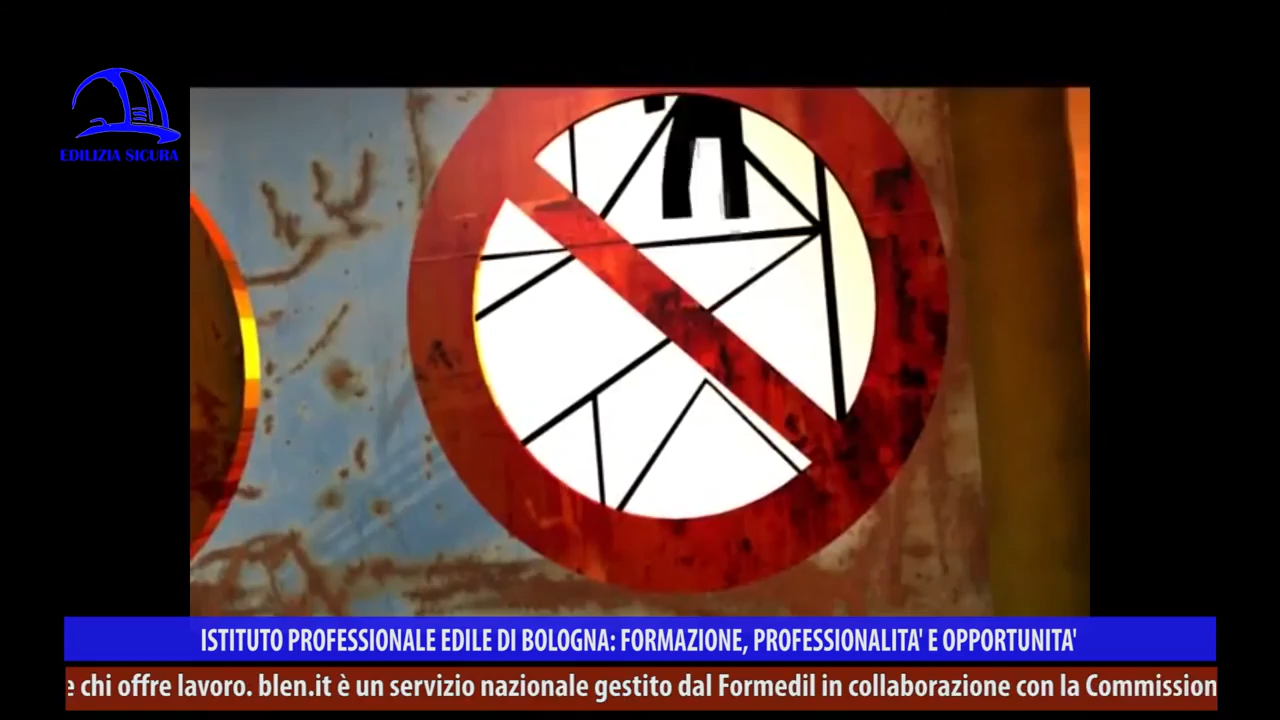 EDILIZIA SICURA
ISTITUTO PROFESSIONALE EDILE DI BOLOGNA: FORMAZIONE, PROFESSIONALITA' E OPPORTUNITA'
e chi offre lavoro. blen.it è un servizio nazionale gestito dal Formedil in collaborazione con la Commission